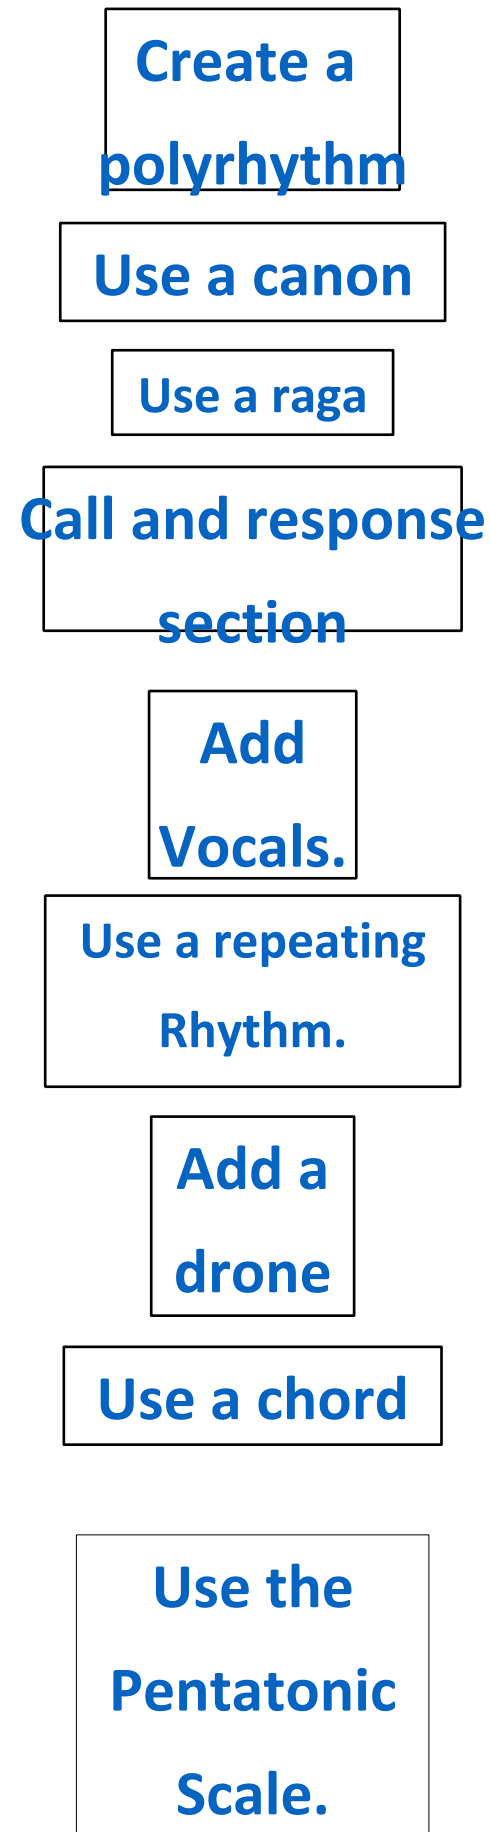 Create a
polyrhythm
Use a canon
Use a raga
Call and response
section
Add
Vocals.
Use a repeating
Rhythm.
Add a
drone
Use a chord
Use the
Pentatonic
Scale.